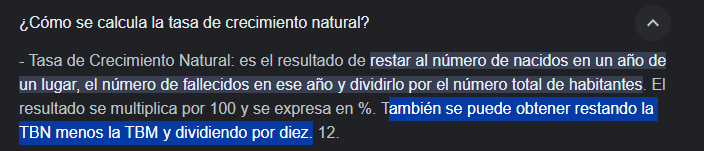 ¿Cómo se calcula la tasa de crecimiento natural?
- Tasa de Crecimiento Natural: es el resultado de restar al número de nacidos en un año de
un lugar, el número de fallecidos en ese año y dividirlo por el número total de habitantes. El
resultado se multiplica por 100 y se expresa en %. También se puede obtener restando la
TBN menos la TBM y dividiendo por diez. 12.